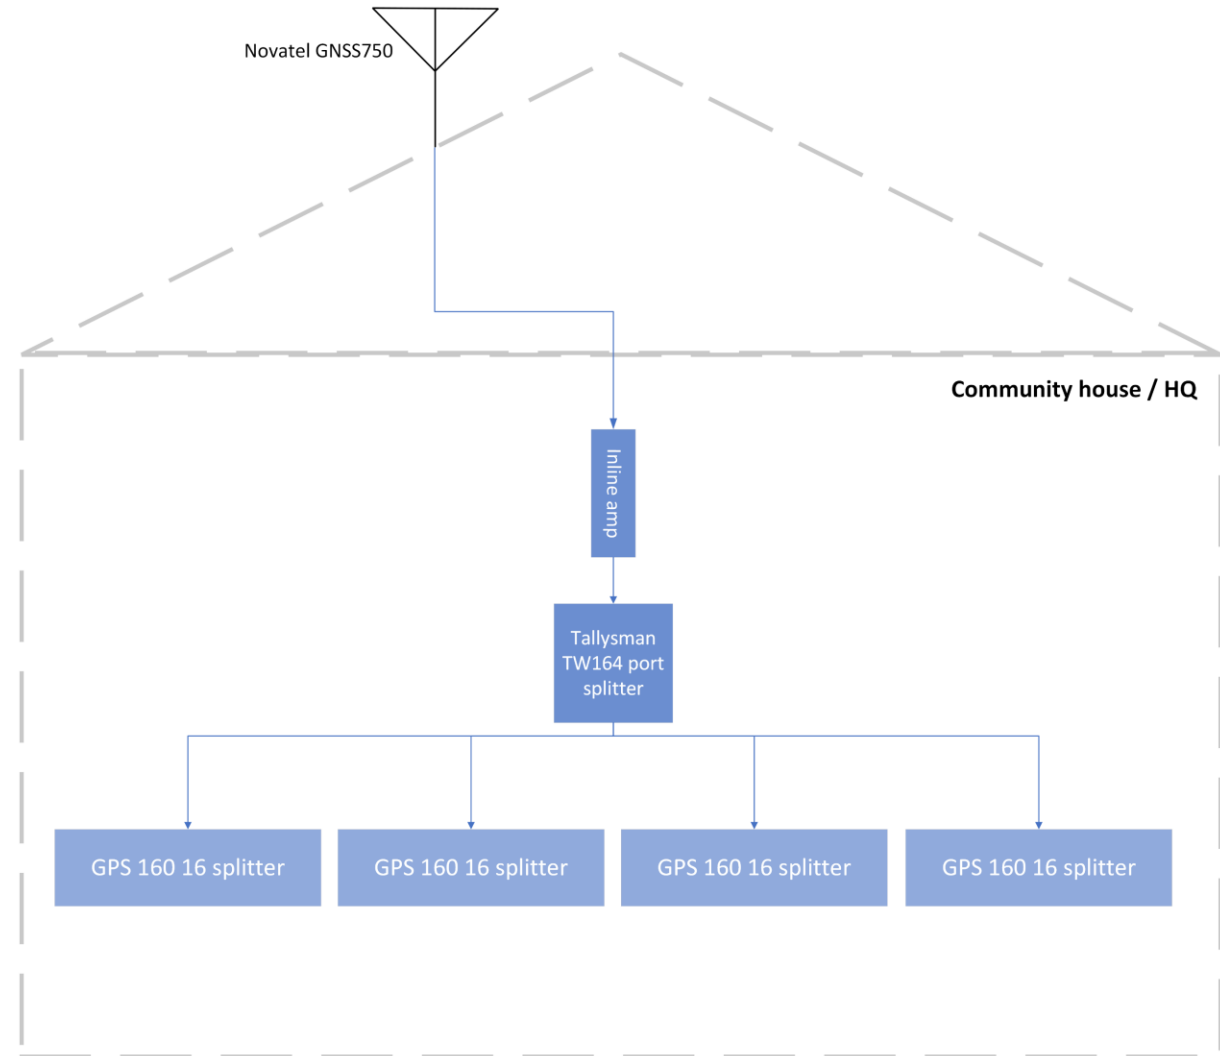 Novatel GNSS750
Community house / HQ
Inline amp
Tallysman
TW164 port
splitter
GPS 160 16 splitter
GPS 160 16 splitter
GPS 160 16 splitter
GPS 160 16 splitter